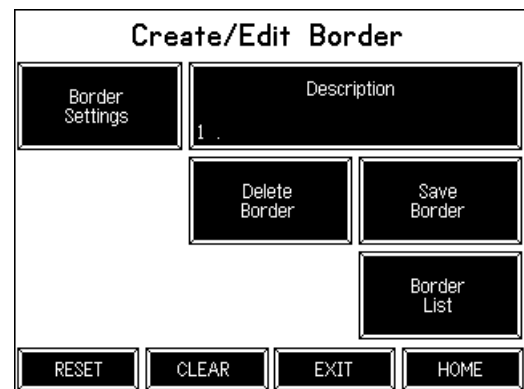 Create/Edit Border
Border
Settings
Description
1 .
Delete
Border
Save
Border
Border
List
RESET
CLEAR
EXIT
HOME